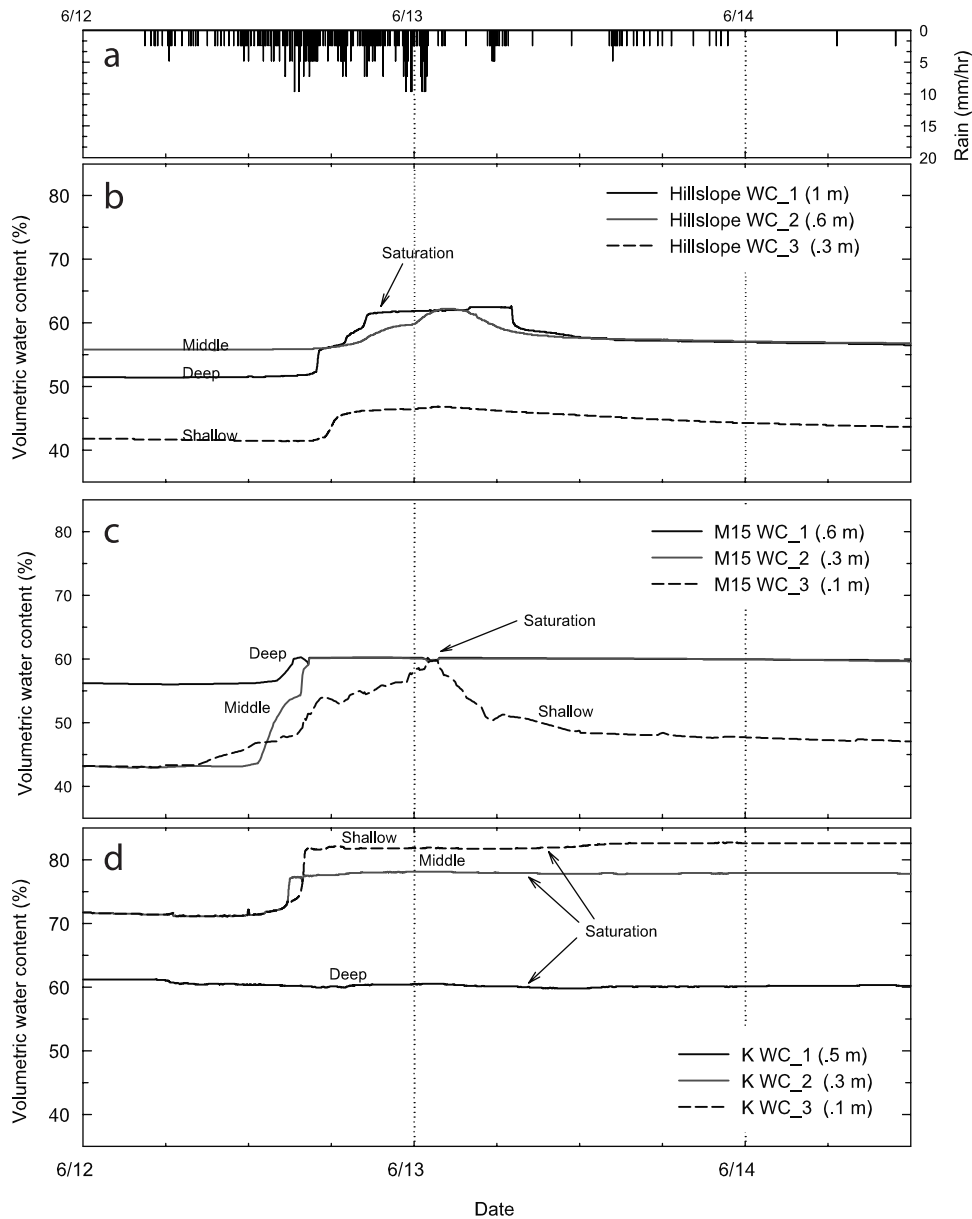 6/12 6/13 6/14
a
0
5
10
15
20
Rain (mm/hr)
b
80
70
60
50
40
Volumetric water content (%)
Hillslope WC_1 (1 m)
Hillslope WC_2 (.6 m)
Hillslope WC_3 (.3 m)
Saturation
Middle
Deep
Shallow
c
80
70
60
50
40
Volumetric water content (%)
M15 WC_1 (.6 m)
M15 WC_2 (.3 m)
M15 WC_3 (.1 m)
Saturation
Deep
Middle
Shallow
d
80
70
60
50
40
Volumetric water content (%)
Shallow
Middle
Saturation
Deep
K WC_1 (.5 m)
K WC_2 (.3 m)
K WC_3 (.1 m)
6/12 6/13 6/14
Date